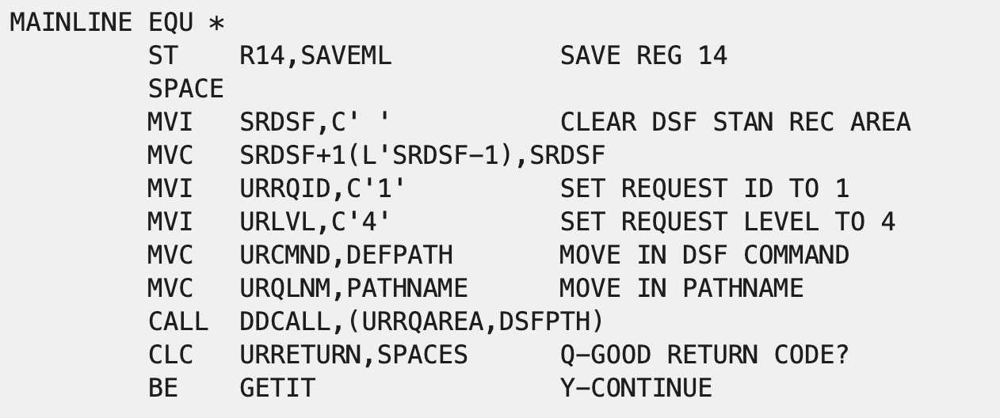 MAINLINE EQU *
         ST    R14,SAVEML           SAVE REG 14
         SPACE
         MVI   SRDSF,C' '           CLEAR DSF STAN REC AREA
         MVC   SRDSF+1(L'SRDSF-1),SRDSF
         MVI   URRQID,C'1'          SET REQUEST ID TO 1
         MVI   URLVL,C'4'           SET REQUEST LEVEL TO 4
         MVC   URCMND,DEFPATH       MOVE IN DSF COMMAND
         MVC   URQLNM,PATHNAME      MOVE IN PATHNAME
         CALL  DDCALL,(URRQAREA,DSFPTH)
         CLC   URRETURN,SPACES      Q-GOOD RETURN CODE?
         BE    GETIT                Y-CONTINUE